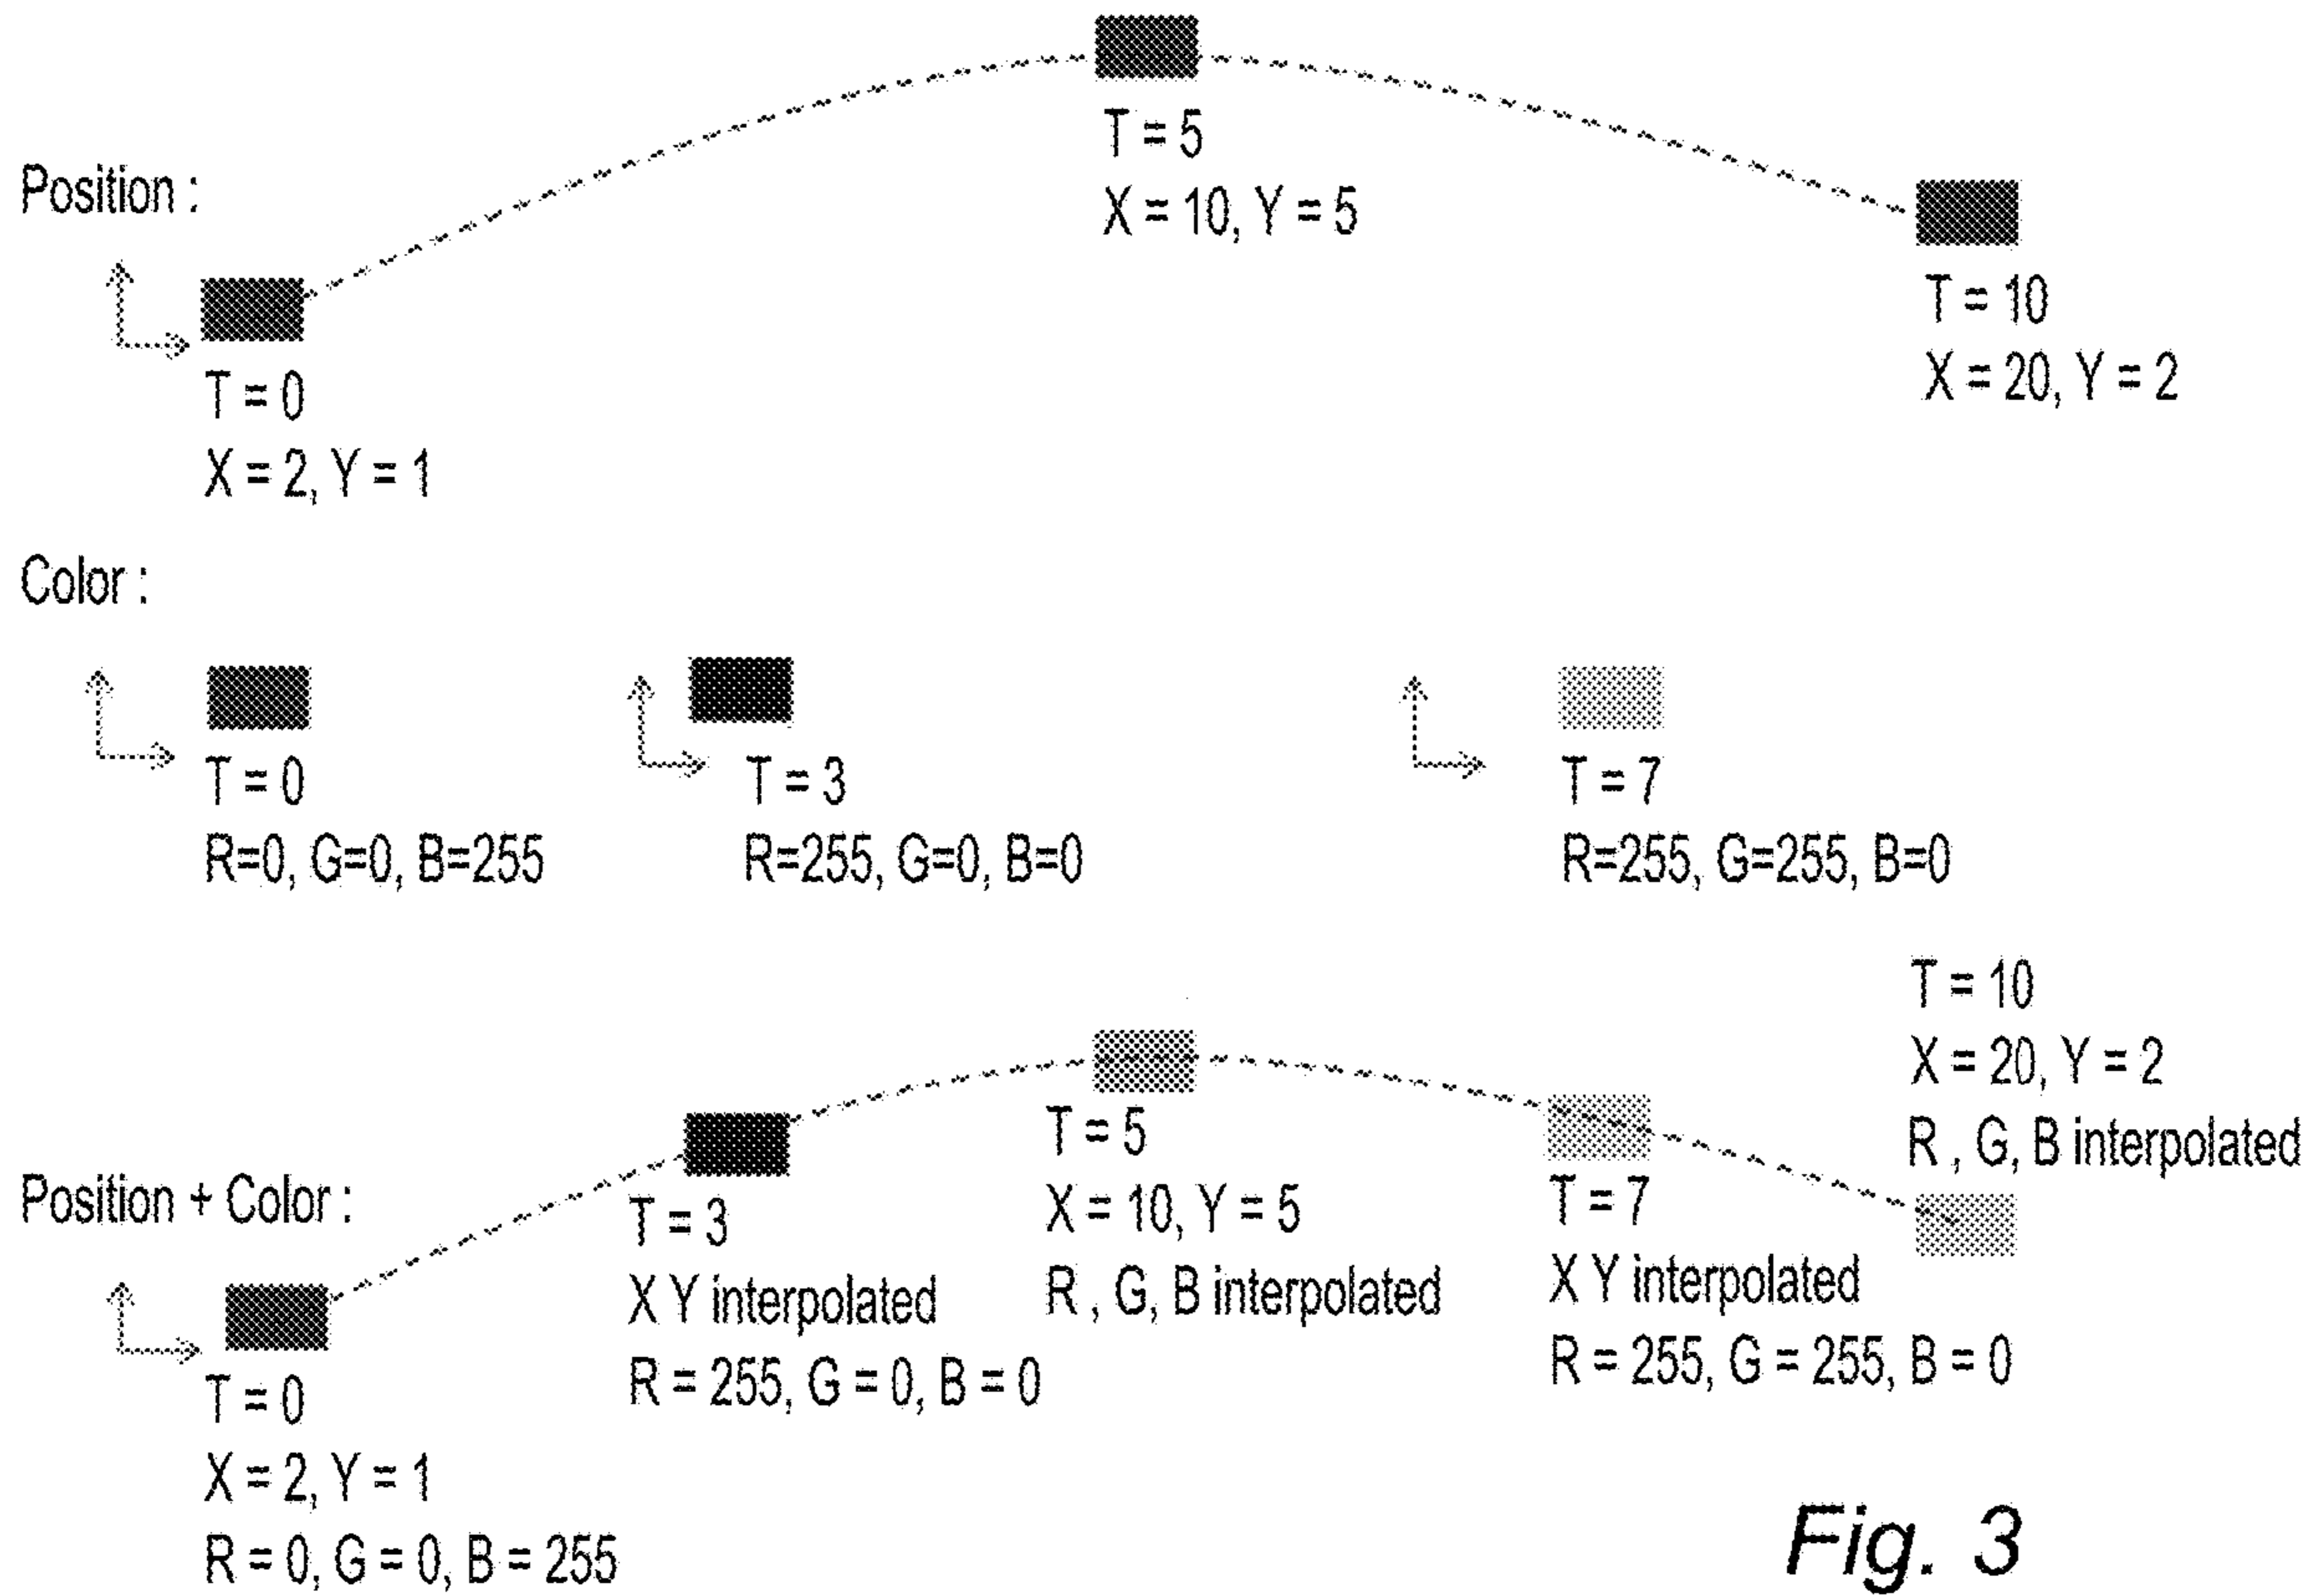 Position :
T = 0
X = 2, Y = 1
T = 5
X = 10, Y = 5
T = 10
X = 20, Y = 2
Color :
T = 0
R=0, G=0, B=255
T = 3
R=255, G=0, B=0
T = 7
R=255, G=255, B=0
Position + Color :
T = 0
X = 2, Y = 1
R = 0, G = 0, B = 255
T = 3
X Y interpolated
R = 255, G = 0, B = 0
T = 5
X = 10, Y = 5
R , G, B interpolated
T = 7
X Y interpolated
R = 255, G = 255, B = 0
T = 10
X = 20, Y = 2
R , G, B interpolated
Fig. 3